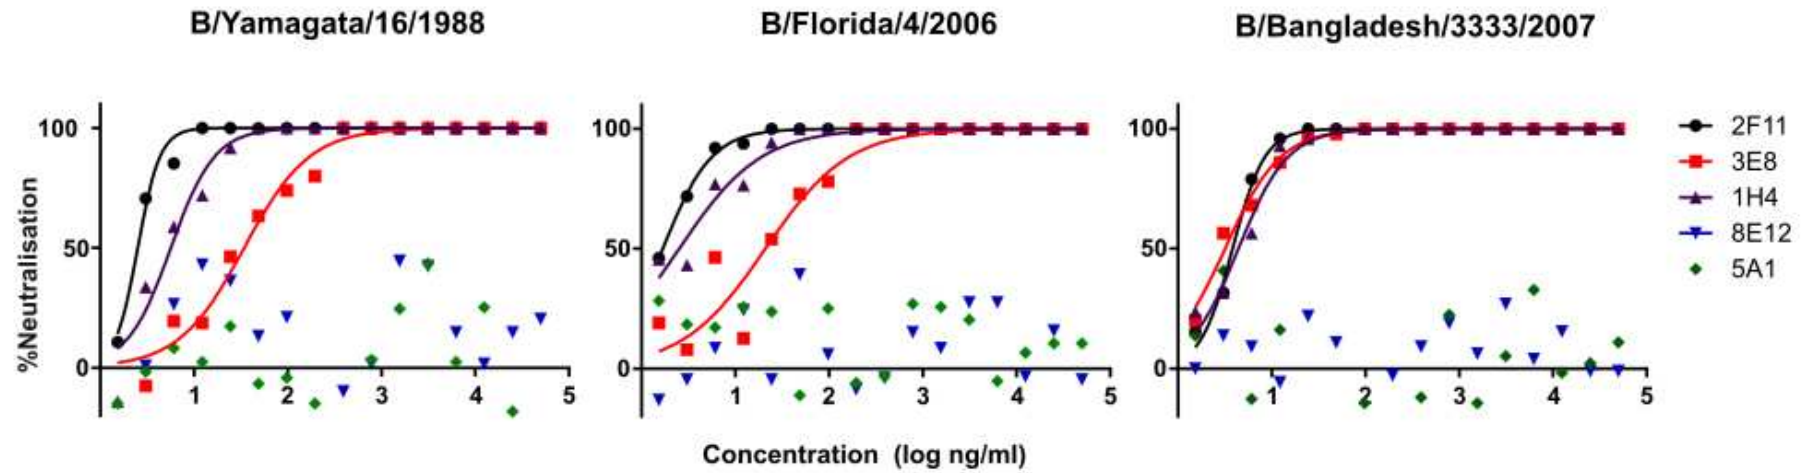 B/Yamagata/16/1988 B/Florida/4/2006 B/Bangladesh/3333/2007
%Neutralisation
100
50
0
1 2 3 4 5
100
50
0
1 2 3 4 5
100
50
0
1 2 3 4 5
Concentration (log ng/ml)
2F11
3E8
1H4
8E12
5A1